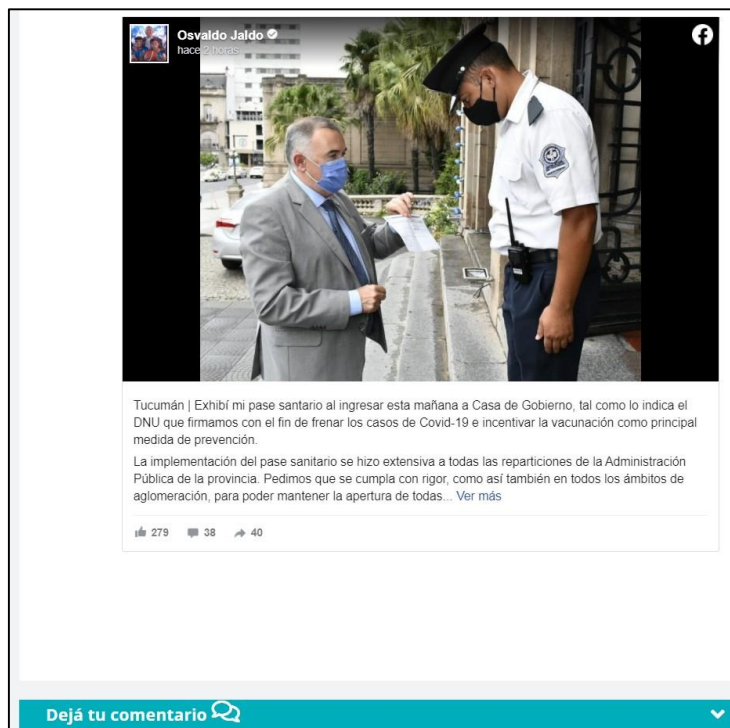 Osvaldo Jaldo
hace 2 horas
Tucumán | Exhibí mi pase santario al ingresar esta mañana a Casa de Gobierno, tal como lo indica el
DNU que firmamos con el fin de frenar los casos de Covid-19 e incentivar la vacunación como principal
medida de prevención.
La implementación del pase sanitario se hizo extensiva a todas las reparticiones de la Administración
Pública de la provincia. Pedimos que se cumpla con rigor, como así también en todos los ámbitos de
aglomeración, para poder mantener la apertura de todas... Ver más
279 38 40
Dejá tu comentario